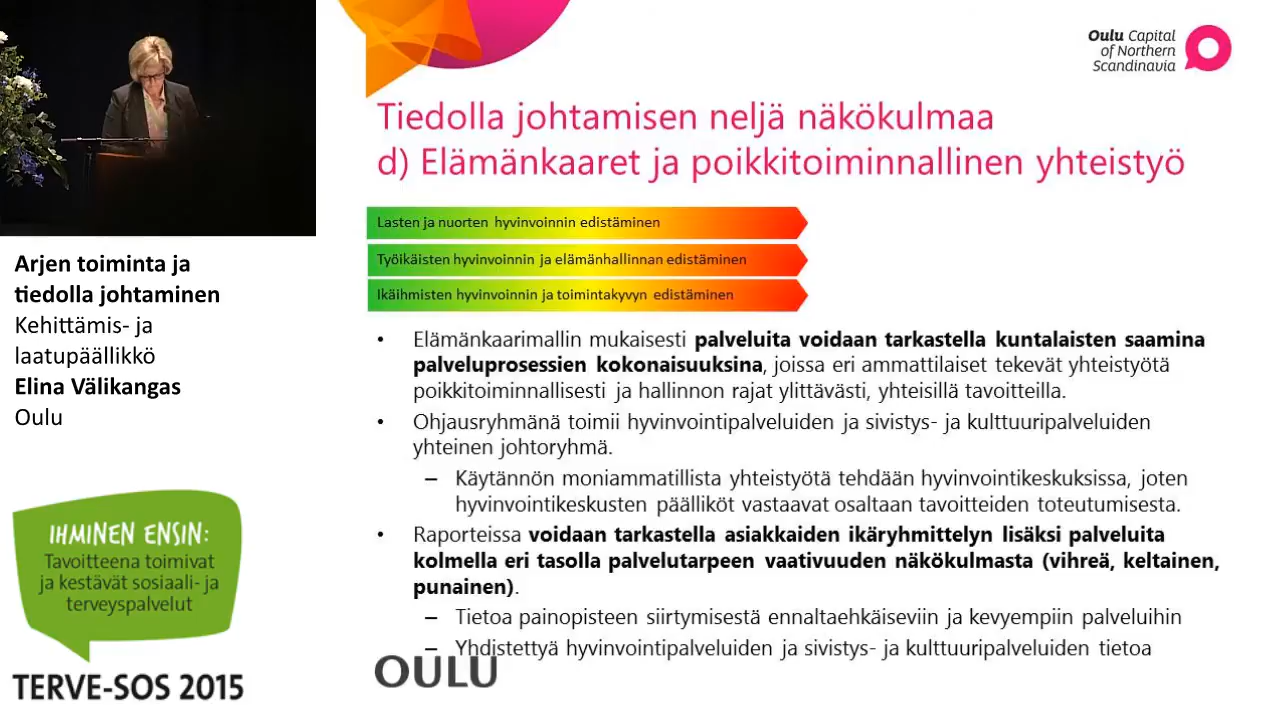 Oulu Capital
of Northern
Scandinavia
Tiedolla johtamisen neljä näkökulmaa
d) Elämänkaaret ja poikkitoiminnallinen yhteistyö
Lasten ja nuorten hyvinvoinnin edistäminen
Työikäisten hyvinvoinnin ja elämänhallinnan edistäminen
Ikäihmisten hyvinvoinnin ja toimintakyvyn edistäminen
• Elämänkaarimallin mukaisesti palveluita voidaan tarkastella kuntalaisten saamina
palveluprosessien kokonaisuuksina, joissa eri ammattilaiset tekevät yhteistyötä
poikkitoiminnallisesti ja hallinnon rajat ylittävästi, yhteisillä tavoitteilla.
• Ohjausryhmänä toimii hyvinvointipalveluiden ja sivistys- ja kulttuuripalveluiden
yhteinen johtoryhmä.
– Käytännön moniammatillista yhteistyötä tehdään hyvinvointikeskuksissa, joten
hyvinvointikeskusten päälliköt vastaavat osaltaan tavoitteiden toteutumisesta.
• Raporteissa voidaan tarkastella asiakkaiden ikäryhmittelyn lisäksi palveluita
kolmella eri tasolla palvelutarpeen vaativuuden näkökulmasta (vihreä, keltainen,
punainen).
– Tietoa painopisteen siirtymisestä ennaltaehkäiseviin ja kevyempiin palveluihin
– Yhdistettyä hyvinvointipalveluiden ja sivistys- ja kulttuuripalveluiden tietoa
OULU
Arjen toiminta ja
tiedolla johtaminen
Kehittämis- ja
laatupäällikkö
Elina Välikangas
Oulu
IHMINEN ENSIN:
Tavoitteena toimivat
ja kestävät sosiaali- ja
terveyspalvelut
TERVE-SOS 2015